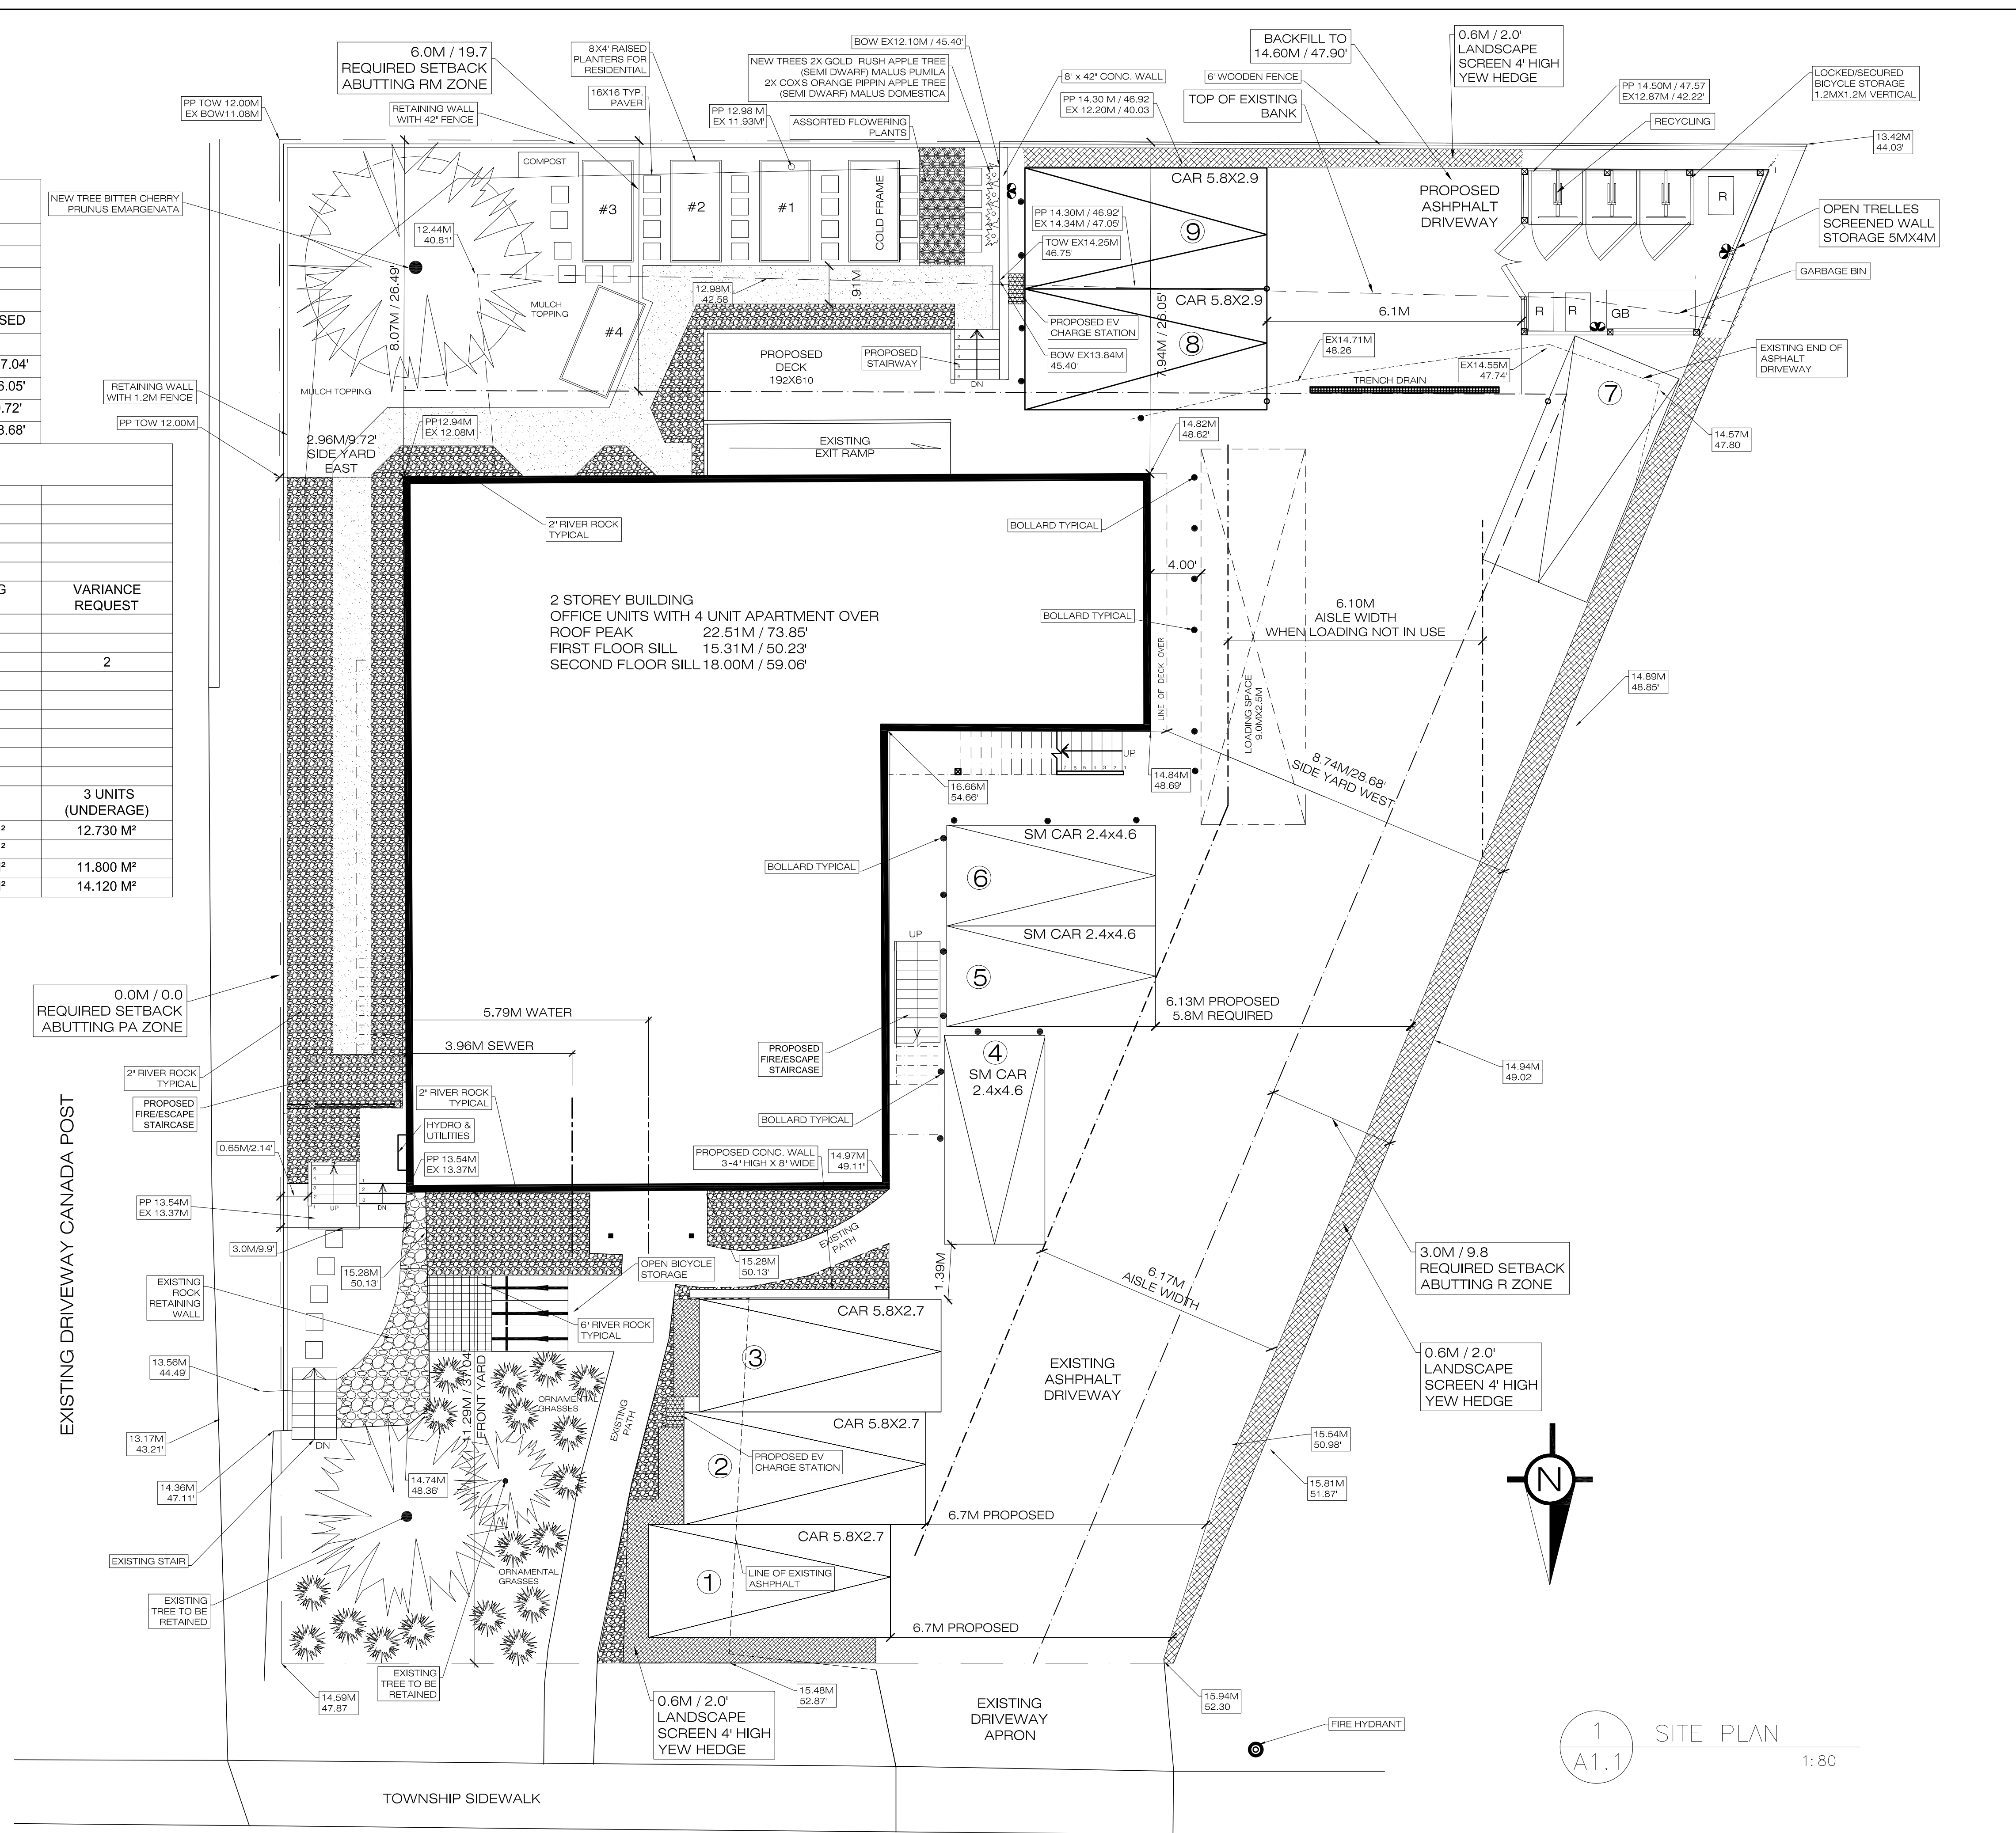 6.0M / 19.7
REQUIRED SETBACK
ABUTTING RM ZONE
8'X4' RAISED
PLANTERS FOR
RESIDENTIAL
BOW EX12.10M / 45.40'
NEW TREES 2X GOLD RUSH APPLE TREE
(SEMI DWARF) MALUS PUMILA
2X COX'S ORANGE PIPPIN APPLE TREE
(SEMI DWARF) MALUS DOMESTICA
BACKFILL TO
14.60M / 47.90'
0.6M / 2.0'
LANDSCAPE
SCREEN 4' HIGH
YEW HEDGE
8" x 42" CONC. WALL
6' WOODEN FENCE
PP 14.50M / 47.57'
EX12.87M / 42.22'
LOCKED/SECURED
BICYCLE STORAGE
1.2MX1.2M VERTICAL
PP TOW 12.00M
EX BOW11.08M
RETAINING WALL
WITH 42" FENCE'
16X16 TYP.
PAVER
PP 12.98 M
EX 11.93M'
ASSORTED FLOWERING
PLANTS
PP 14.30 M / 46.92'
EX 12.20M / 40.03'
TOP OF EXISTING
BANK
RECYCLING
13.42M
44.03'
COMPOST
CAR 5.8X2.9
PROPOSED
ASHPHALT
DRIVEWAY
R
NEW TREE BITTER CHERRY
PRUNUS EMARGENATA
#3
#2
#1
COLD FRAME
12.44M
40.81'
PP 14.30M / 46.92'
EX 14.34M / 47.05'
9
OPEN TRELLES
SCREENED WALL
STORAGE 5MX4M
TOW EX14.25M
46.75'
GARBAGE BIN
8.07M / 26.49'
MULCH
TOPPING
12.98M
42.58'
.91M
#4
CAR 5.8X2.9
7.94M / 26.05'
6.1M
R
R
GB
PROPOSED EV
CHARGE STATION
8
PROPOSED
DECK
192X610
PROPOSED
STAIRWAY
DN
BOW EX13.84M
45.40'
EX14.71M
48.26'
EX14.55M
47.74'
EXISTING END OF
ASPHALT
DRIVEWAY
TRENCH DRAIN
7
RETAINING WALL
WITH 1.2M FENCE'
MULCH TOPPING
PP TOW 12.00M
2.96M/9.72'
SIDE YARD
EAST
PP12.94M
EX 12.08M
EXISTING
EXIT RAMP
14.82M
48.62'
14.57M
47.80'
2" RIVER ROCK
TYPICAL
BOLLARD TYPICAL
4.00'
2 STOREY BUILDING
OFFICE UNITS WITH 4 UNIT APARTMENT OVER
ROOF PEAK 22.51M / 73.85'
FIRST FLOOR SILL 15.31M / 50.23'
SECOND FLOOR SILL 18.00M / 59.06'
BOLLARD TYPICAL
LINE OF DECK OVER
6.10M
AISLE WIDTH
WHEN LOADING NOT IN USE
LOADING SPACE
9.0MX2.5M
14.89M
48.85'
SED
7.04'
6.05'
.72'
8.68'
G
VARIANCE
REQUEST
2
3 UNITS
(UNDERAGE)
²
12.730 M²
²
M²
11.800 M²
M²
14.120 M²
UP
16.66M
54.66'
14.84M
48.69'
8.74M/28.68'
SIDE YARD WEST
SM CAR 2.4x4.6
BOLLARD TYPICAL
6
UP
SM CAR 2.4x4.6
5
6.13M PROPOSED
5.8M REQUIRED
0.0M / 0.0
REQUIRED SETBACK
ABUTTING PA ZONE
5.79M WATER
3.96M SEWER
PROPOSED
FIRE/ESCAPE
STAIRCASE
4
SM CAR
2.4x4.6
14.94M
49.02'
2" RIVER ROCK
TYPICAL
PROPOSED
FIRE/ESCAPE
STAIRCASE
2" RIVER ROCK
TYPICAL
HYDRO &
UTILITIES
BOLLARD TYPICAL
0.65M/2.14'
PP 13.54M
EX 13.37M
PROPOSED CONC. WALL
3'-4" HIGH X 8" WIDE
14.97M
49.11'
EXISTING DRIVEWAY CANADA POST
PP 13.54M
EX 13.37M
UP
DN
3.0M/9.9'
15.28M
50.13'
OPEN BICYCLE
STORAGE
15.28M
50.13'
EXISTING
PATH
1.39M
6.17M
AISLE WIDTH
3.0M / 9.8
REQUIRED SETBACK
ABUTTING R ZONE
EXISTING
ROCK
RETAINING
WALL
6" RIVER ROCK
TYPICAL
CAR 5.8X2.7
3
13.56M
44.49'
11.29M / 37.04'
FRONT YARD
ORNAMENTAL
GRASSES
EXISTING
PATH
EXISTING
ASHPHALT
DRIVEWAY
0.6M / 2.0'
LANDSCAPE
SCREEN 4' HIGH
YEW HEDGE
CAR 5.8X2.7
13.17M
43.21'
DN
PROPOSED EV
CHARGE STATION
2
15.54M
50.98'
14.36M
47.11'
14.74M
48.36'
15.81M
51.87'
N
6.7M PROPOSED
CAR 5.8X2.7
EXISTING STAIR
ORNAMENTAL
GRASSES
1
LINE OF EXISTING
ASHPHALT
EXISTING
TREE TO BE
RETAINED
6.7M PROPOSED
EXISTING
TREE TO BE
RETAINED
14.59M
47.87'
0.6M / 2.0'
LANDSCAPE
SCREEN 4' HIGH
YEW HEDGE
15.48M
52.87'
EXISTING
DRIVEWAY
APRON
15.94M
52.30'
FIRE HYDRANT
1
A1.1
SITE PLAN
1:80
TOWNSHIP SIDEWALK